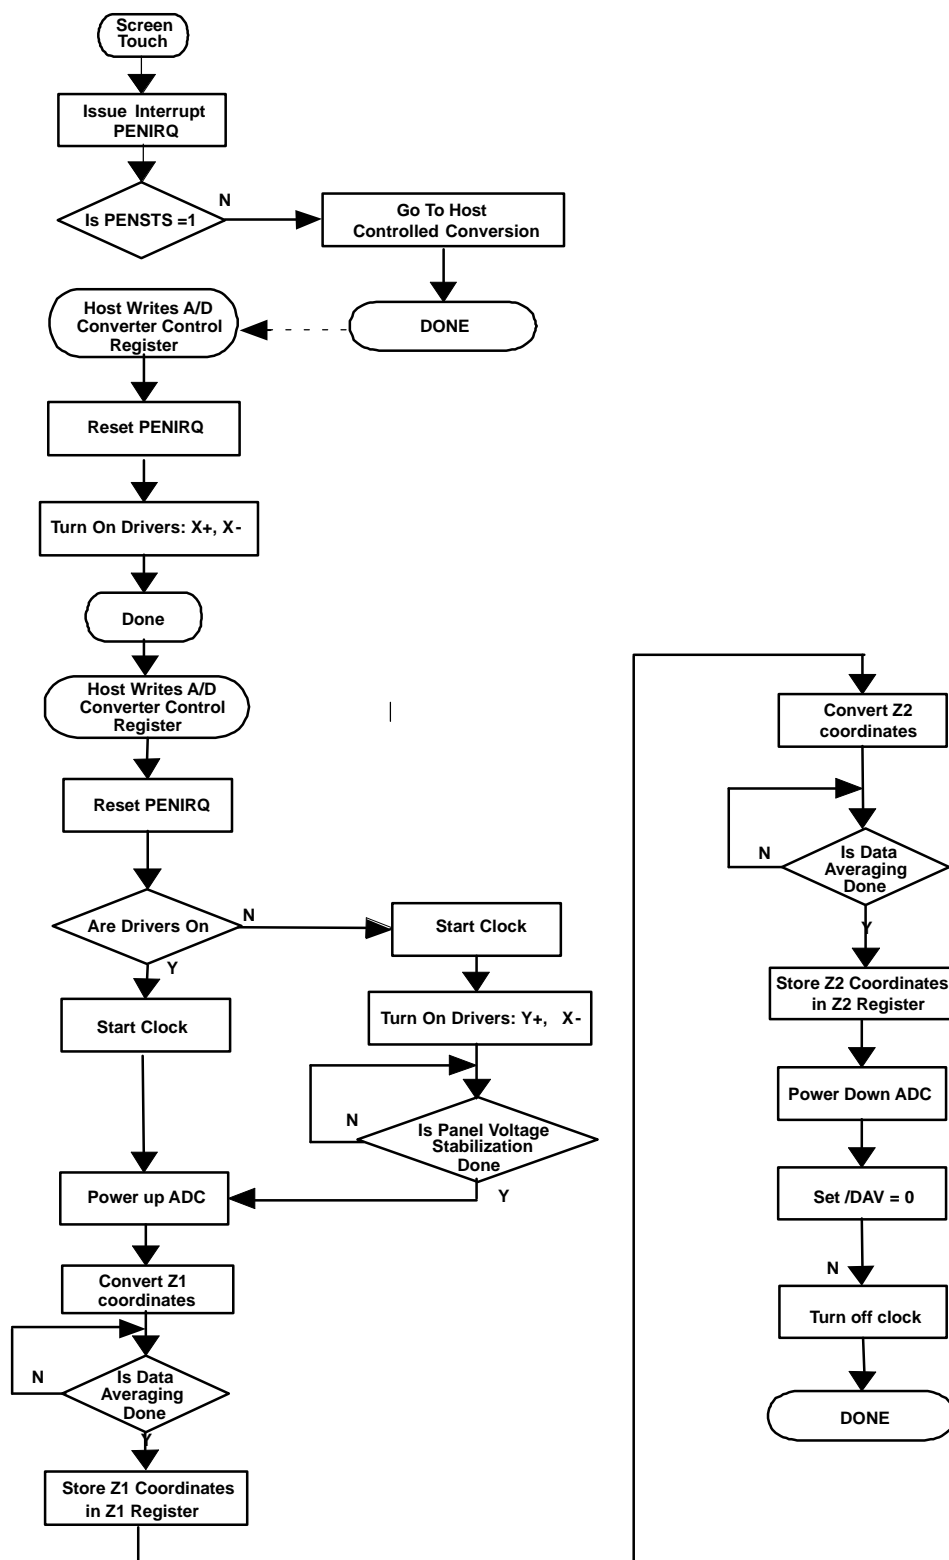 Screen
Touch
Issue Interrupt
PENIRQ
Is PENSTS =1
N
Go To Host
Controlled Conversion
DONE
Host Writes A/D
Converter Control
Register
Reset PENIRQ
Turn On Drivers: X+, X-
Done
Host Writes A/D
Converter Control
Register
Reset PENIRQ
Are Drivers On
N
Y
Start Clock
Start Clock
Turn On Drivers: Y+, X-
N
Is Panel Voltage
Stabilization
Done
Y
Power up ADC
Convert Z1
coordinates
N
Is Data
Averaging
Done
Y
Store Z1 Coordinates
in Z1 Register
Convert Z2
coordinates
N
Is Data
Averaging
Done
Y
Store Z2 Coordinates
in Z2 Register
Power Down ADC
Set /DAV = 0
N
Turn off clock
DONE